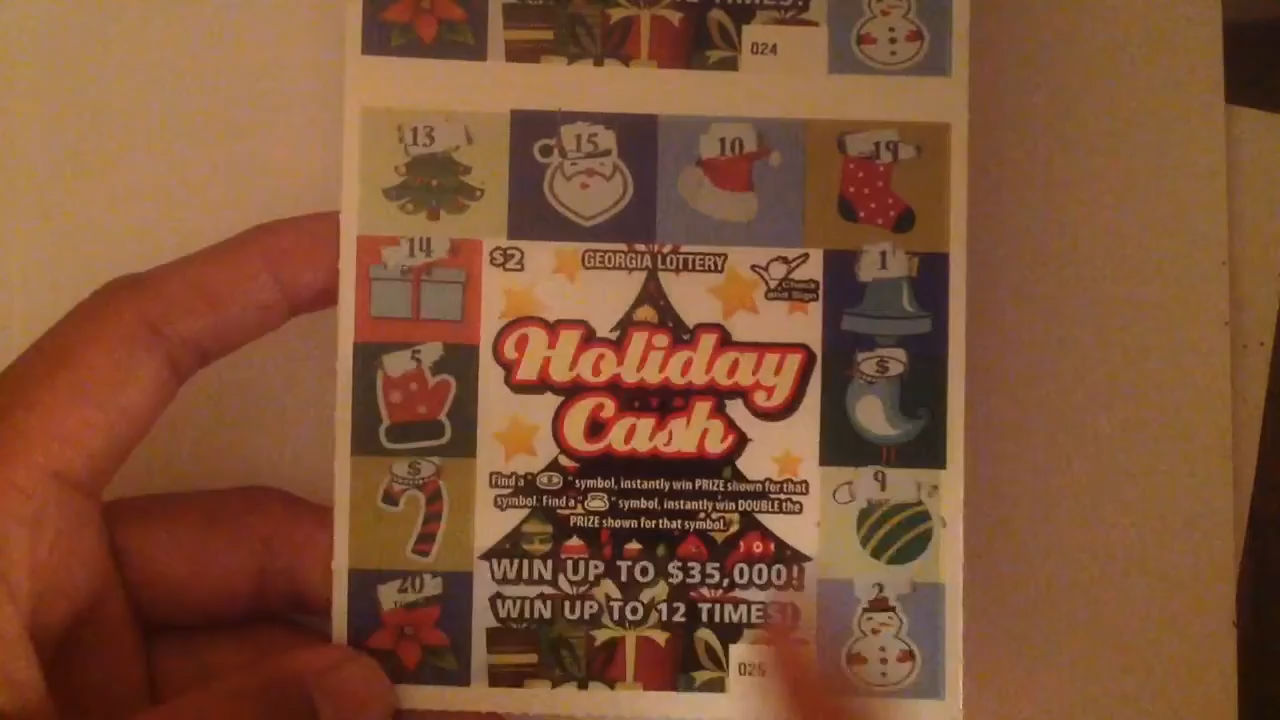 12 TIMES!
024
13
15
10
19
14
$2
GEORGIA LOTTERY
Check
and Sign
1
5
$
Holiday
Cash
$
9
Find a " $ " symbol, instantly win PRIZE shown for that
symbol. Find a " " symbol, instantly win DOUBLE the
PRIZE shown for that symbol.
WIN UP TO $35,000!
WIN UP TO 12 TIMES!
20
2
025